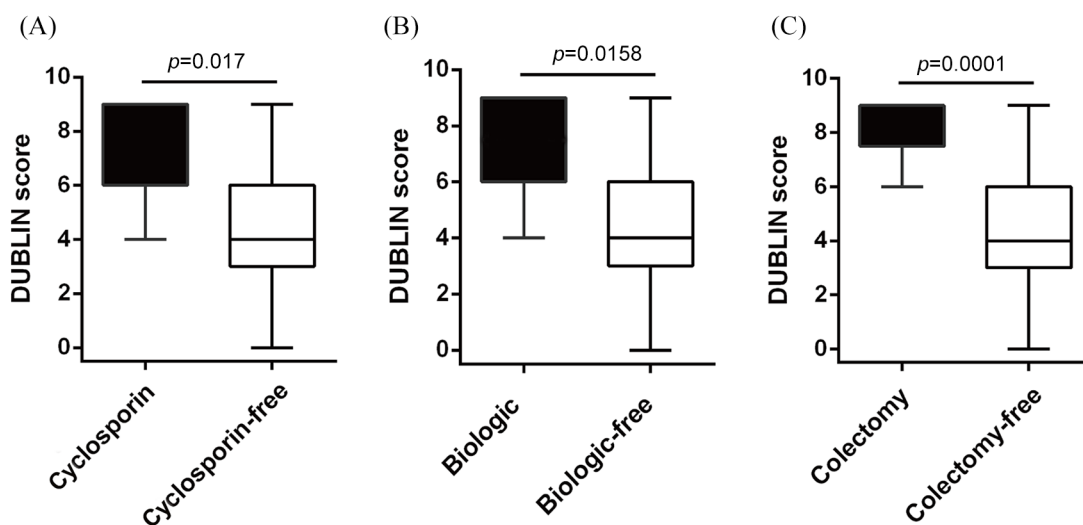 (A)
p=0.017
DUBLIN score
10
8
6
4
2
0
Cyclosporin
Cyclosporin-free
(B)
p=0.0158
DUBLIN score
10
8
6
4
2
0
Biologic
Biologic-free
(C)
p=0.0001
DUBLIN score
10
8
6
4
2
0
Colectomy
Colectomy-free